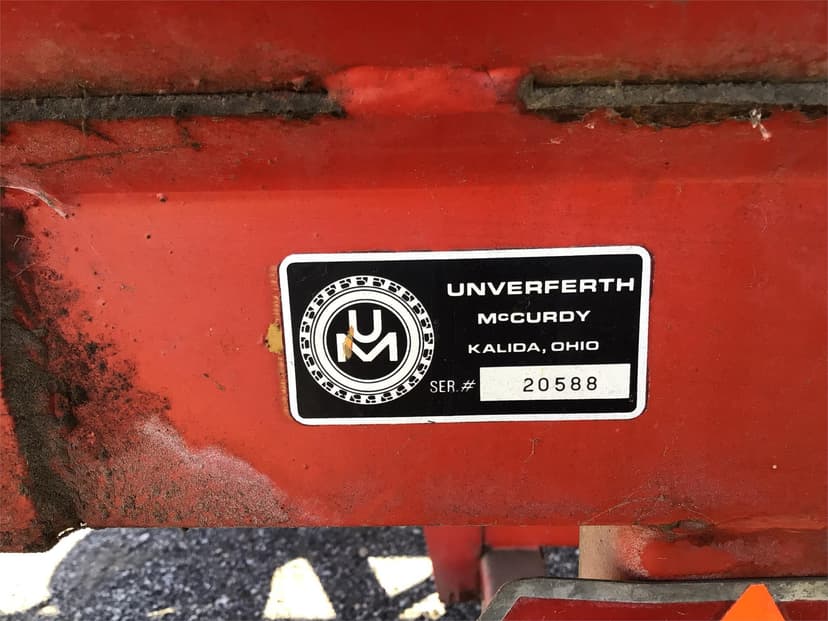 UM
UNVERFERTH
McCURDY
KALIDA, OHIO
SER. # 20588